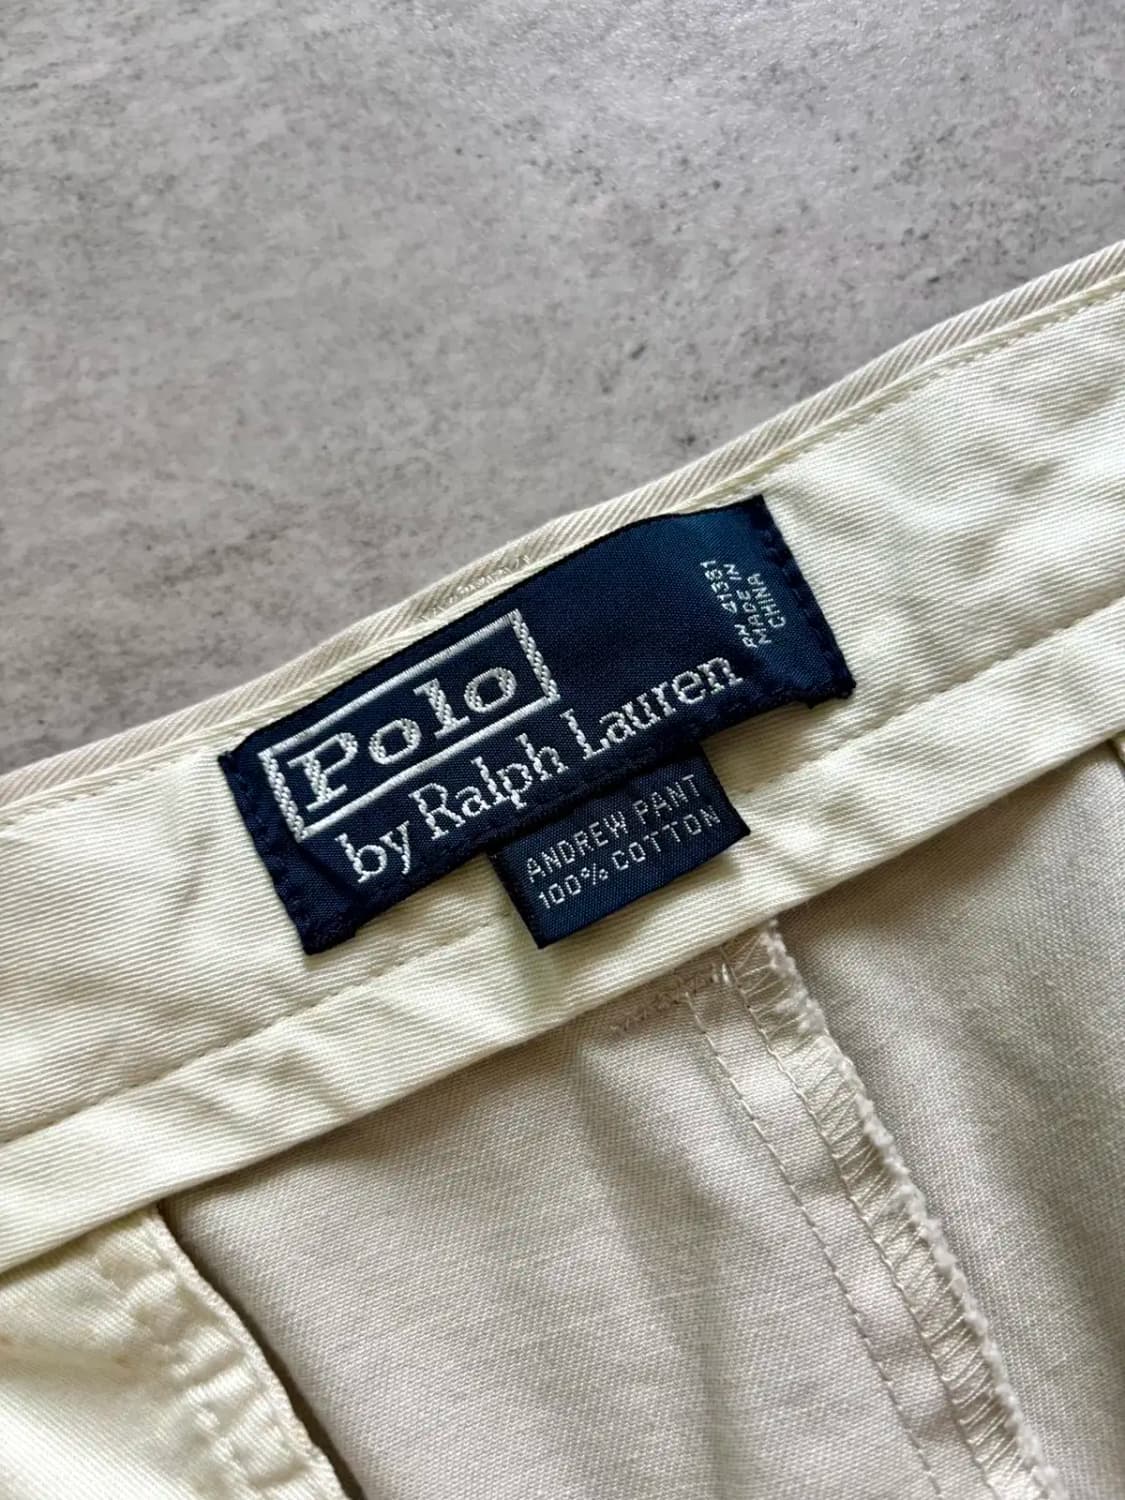 Polo
by Ralph Lauren
RN 41381
MADE IN
CHINA
ANDREW PANT
100% COTTON